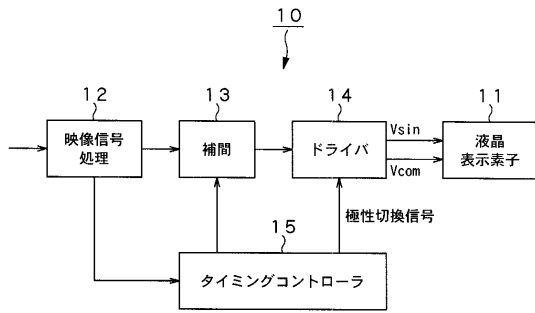 10
12
13
14
11
映像信号
処理
補間
ドライバ
Vsin
Vcom
液晶
表示素子
極性切換信号
15
タイミングコントローラ